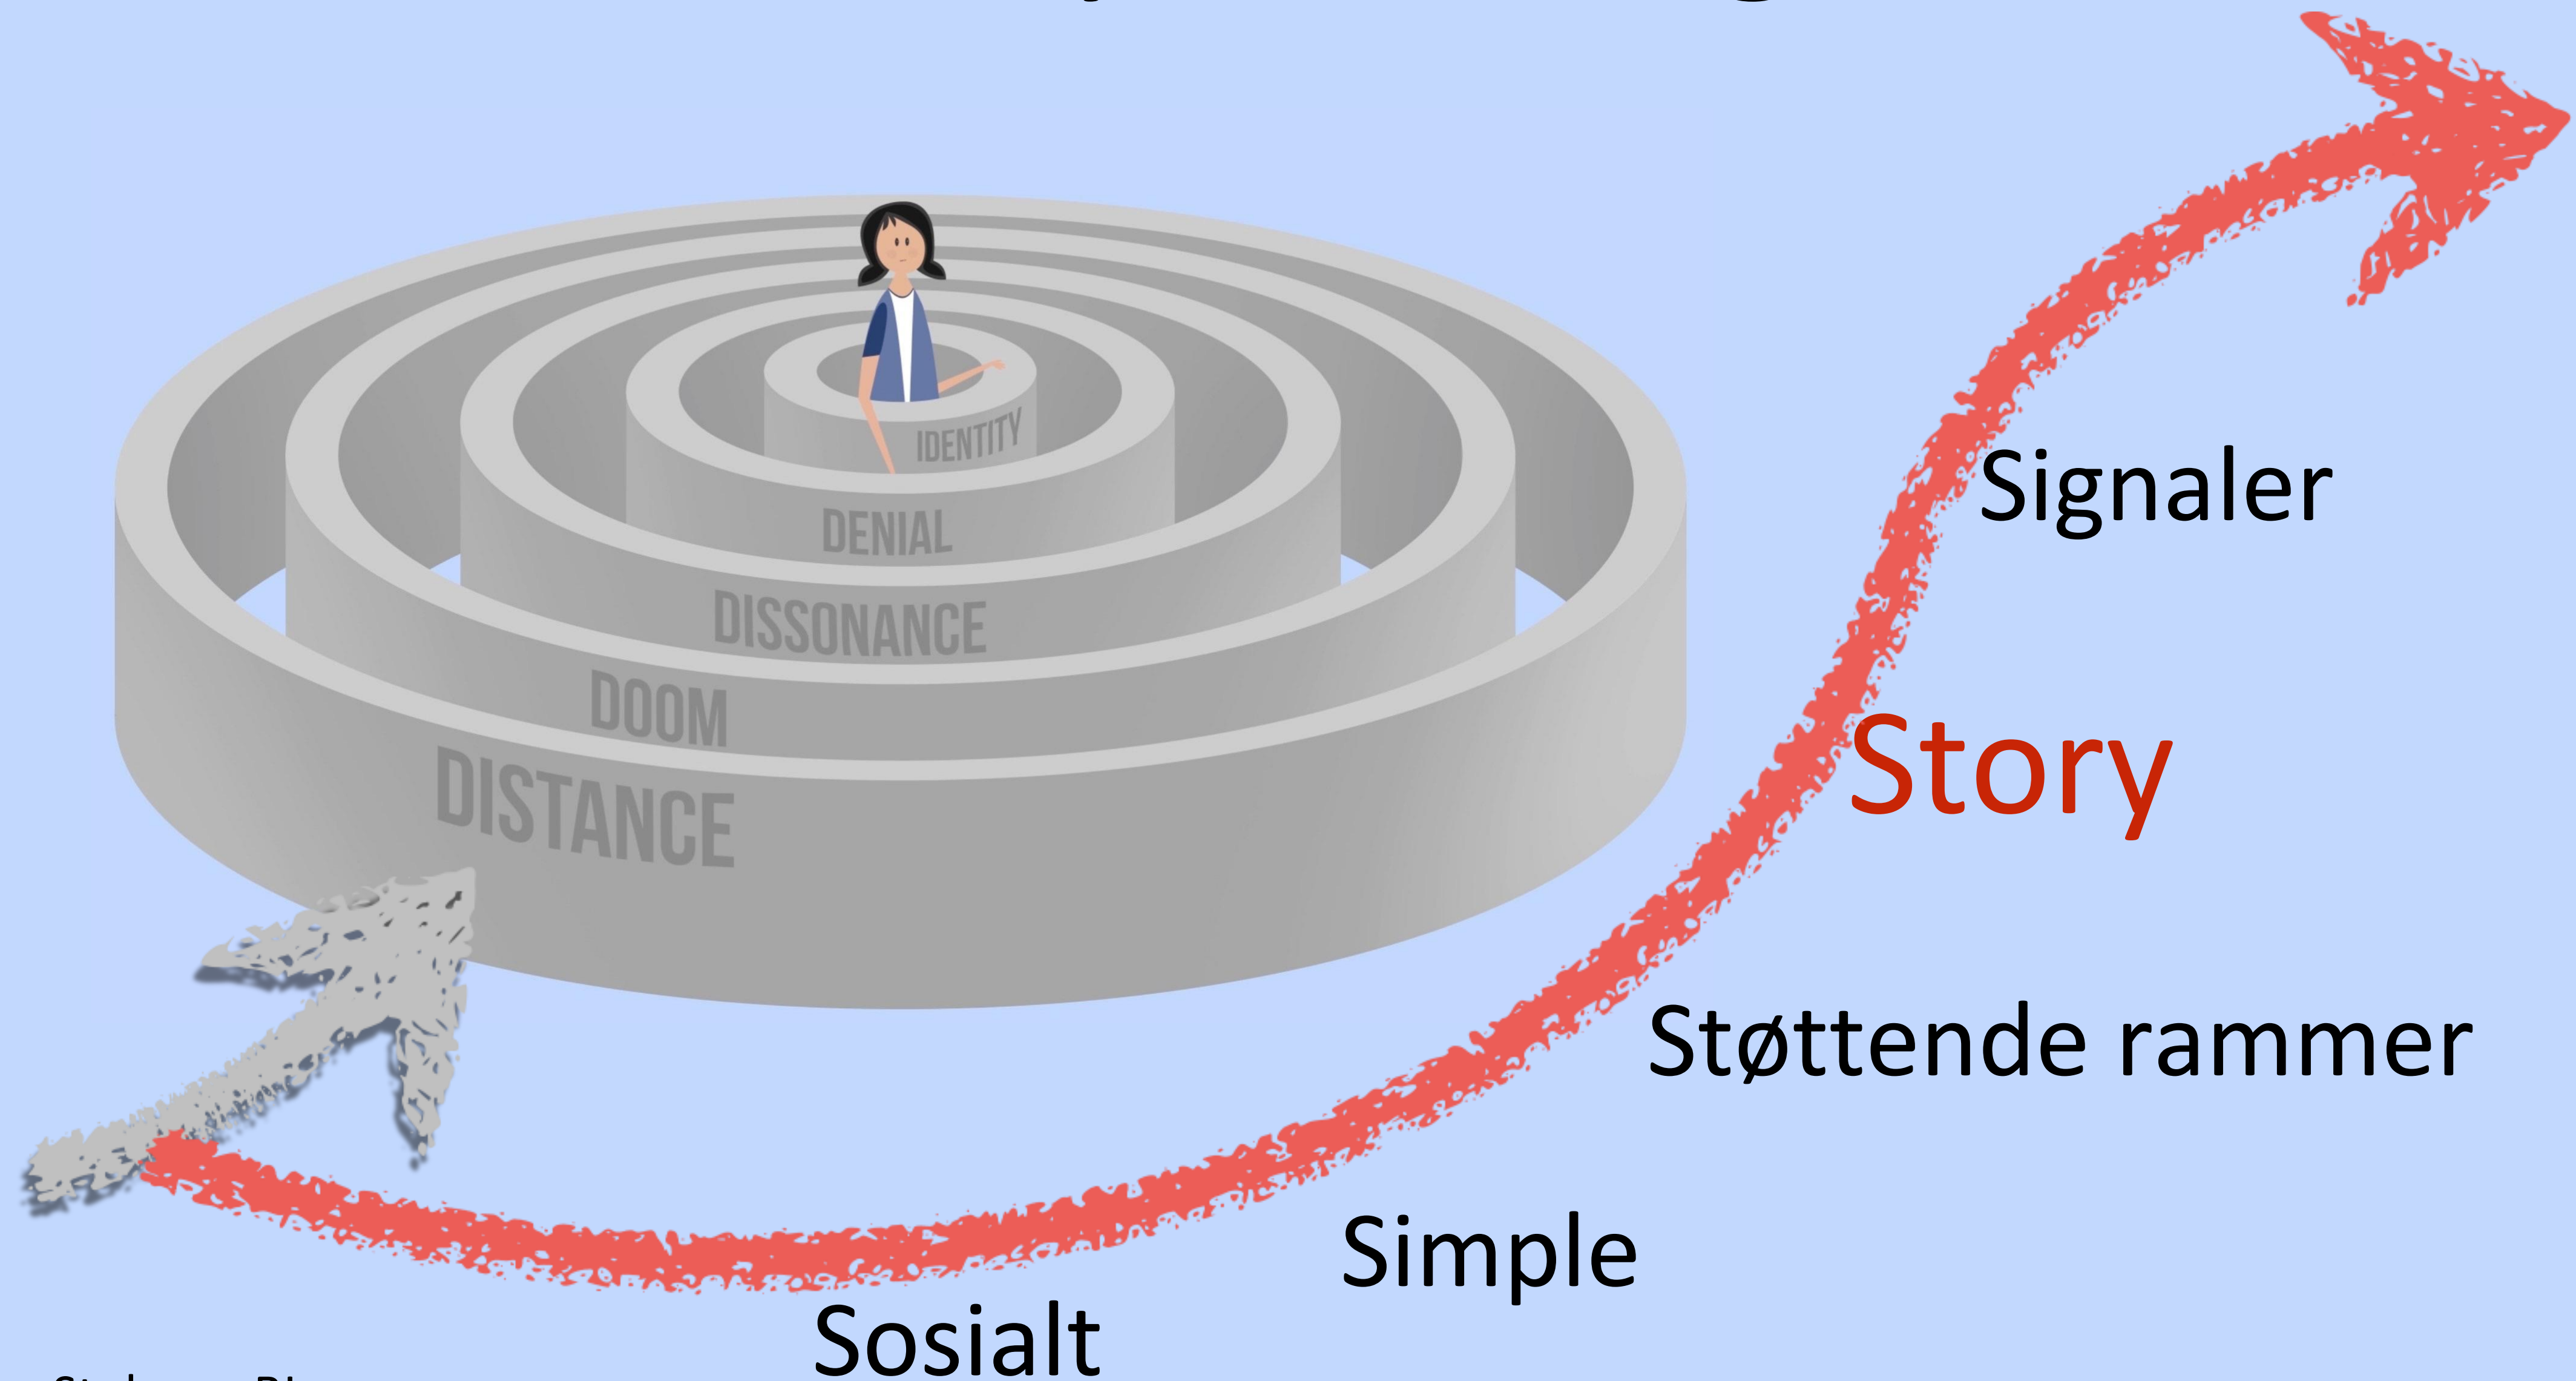 IDENTITY
DENIAL
DISSONANCE
DOOM
DISTANCE
Signaler
Story
Støttende rammer
Simple
Sosialt